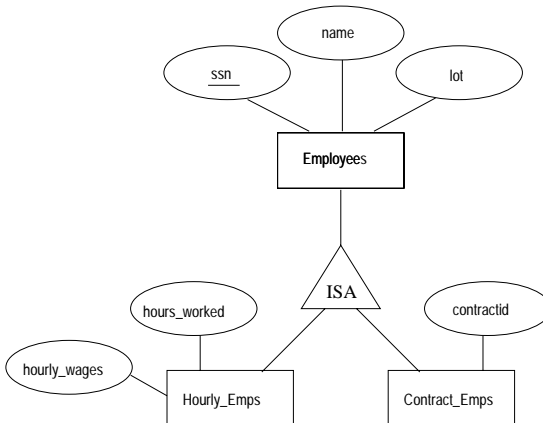 name
ssn
lot
Employees
ISA
hours_worked
contractid
hourly_wages
Hourly_Emps
Contract_Emps